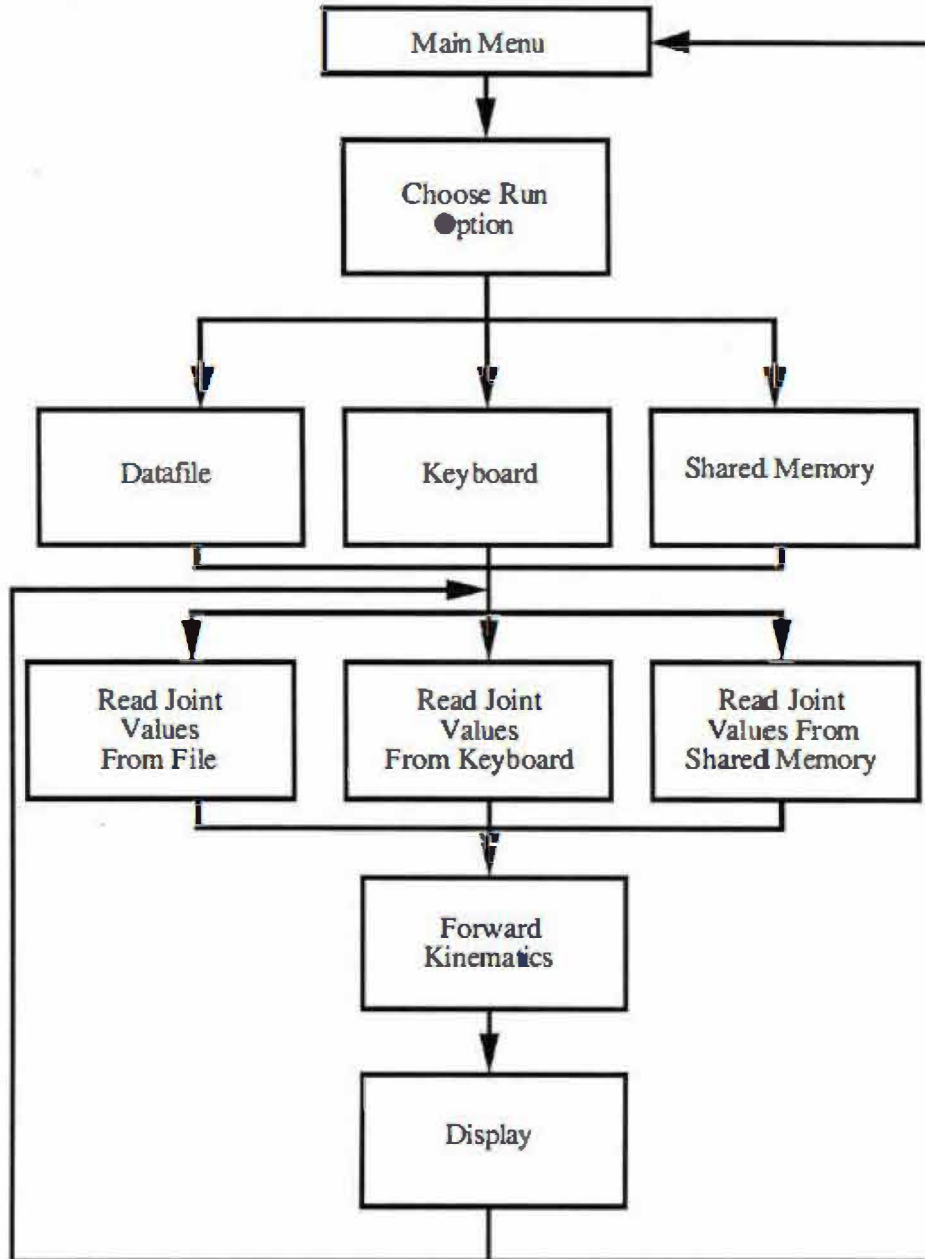 Main Menu
Choose Run
Option
Datafile
Keyboard
Shared Memory
Read Joint
Values
From File
Read Joint
Values
From Keyboard
Read Joint
Values From
Shared Memory
Forward
Kinematics
Display